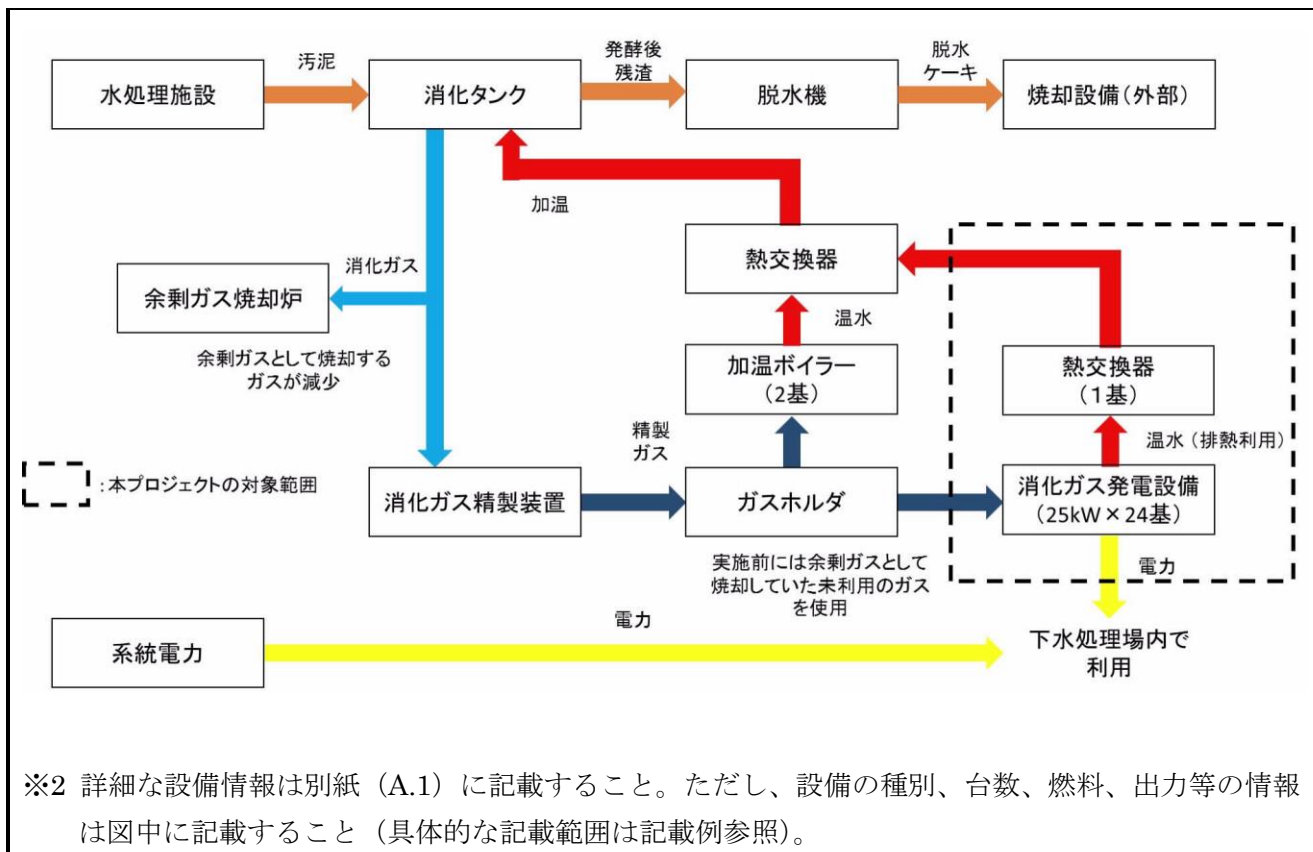 水処理施設
汚泥
消化タンク
発酵後
残渣
脱水機
脱水
ケーキ
焼却設備(外部)
加温
消化ガス
余剰ガス焼却炉
余剰ガスとして焼却する
ガスが減少
熱交換器
温水
加温ボイラー
(2基)
熱交換器
(1基)
温水(排熱利用)
精製
ガス
:本プロジェクトの対象範囲
消化ガス精製装置
ガスホルダ
消化ガス発電設備
(25kW×24基)
実施前には余剰ガスとして
焼却していた未利用のガス
を使用
電力
電力
系統電力
下水処理場内で
利用
※2 詳細な設備情報は別紙(A.1)に記載すること。ただし、設備の種別、台数、燃料、出力等の情報
は図中に記載すること(具体的な記載範囲は記載例参照)。